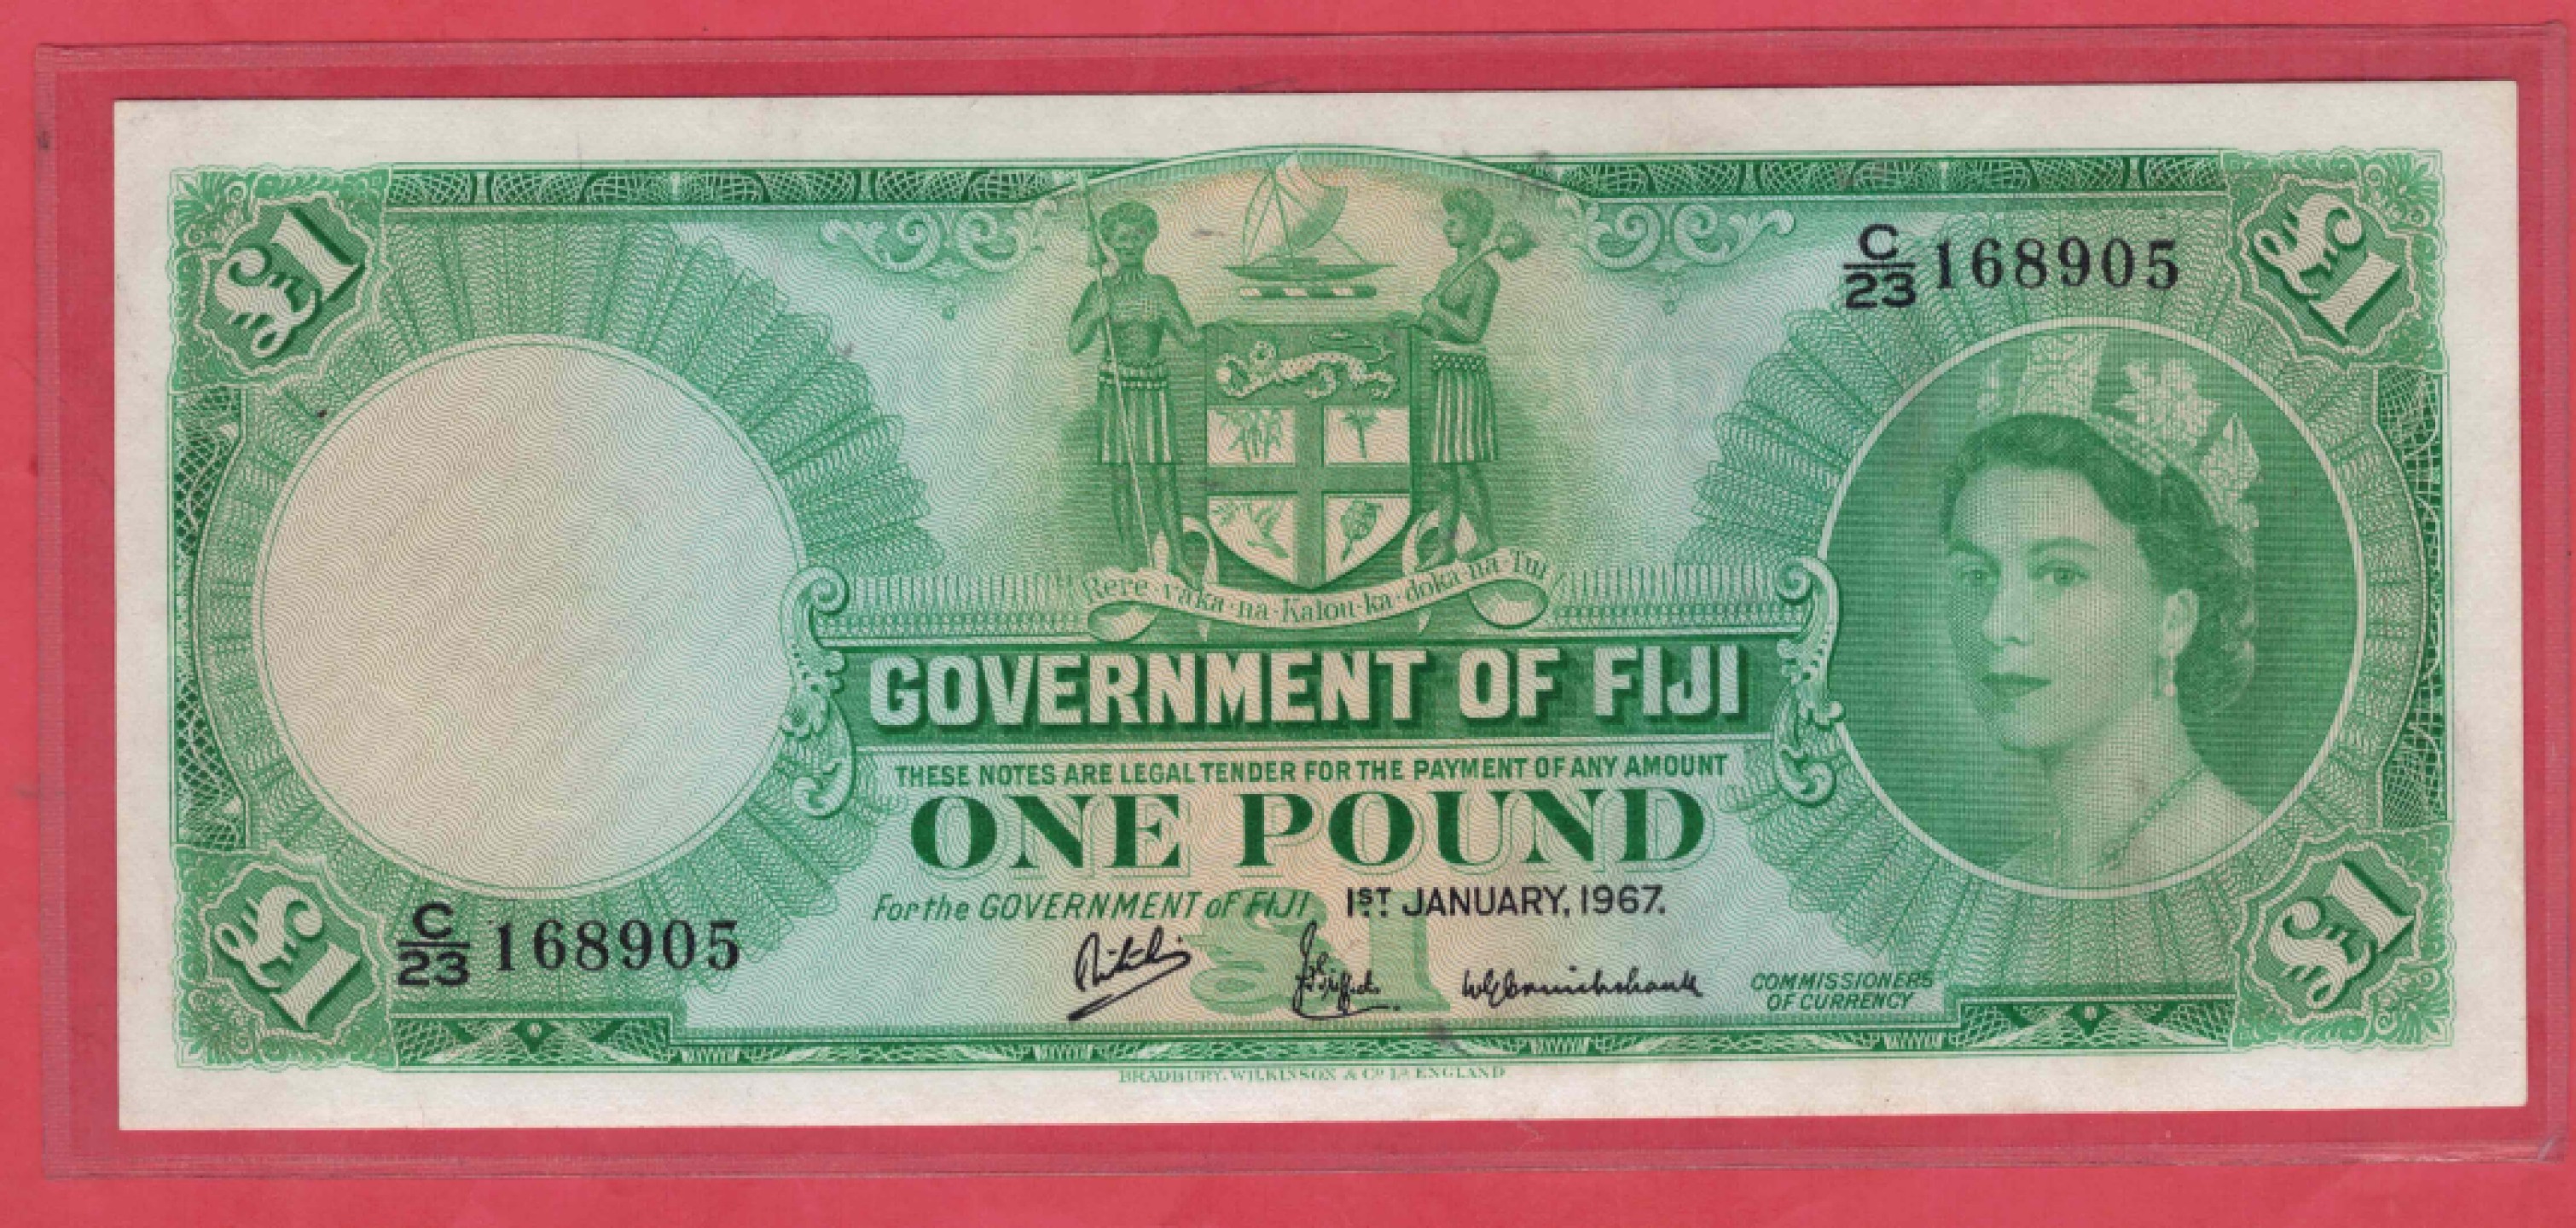 £1
£1
C/23 168905
Rere·vaka·na·Kalou·ka·doka·na·Tui
GOVERNMENT OF FIJI
THESE NOTES ARE LEGAL TENDER FOR THE PAYMENT OF ANY AMOUNT
ONE POUND
For the GOVERNMENT of FIJI 1ST JANUARY, 1967.
£1
C/23 168905
COMMISSIONERS
OF CURRENCY
£1
£1
BRADBURY, WILKINSON & Co Ld ENGLAND